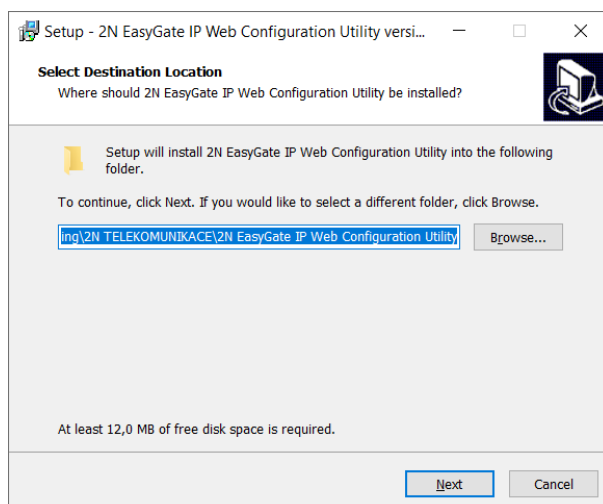 Setup - 2N EasyGate IP Web Configuration Utility versi...
Select Destination Location
Where should 2N EasyGate IP Web Configuration Utility be installed?
Setup will install 2N EasyGate IP Web Configuration Utility into the following
folder.
To continue, click Next. If you would like to select a different folder, click Browse.
ing\2N TELEKOMUNIKACE\2N EasyGate IP Web Configuration Utility
Browse...
At least 12,0 MB of free disk space is required.
Next
Cancel